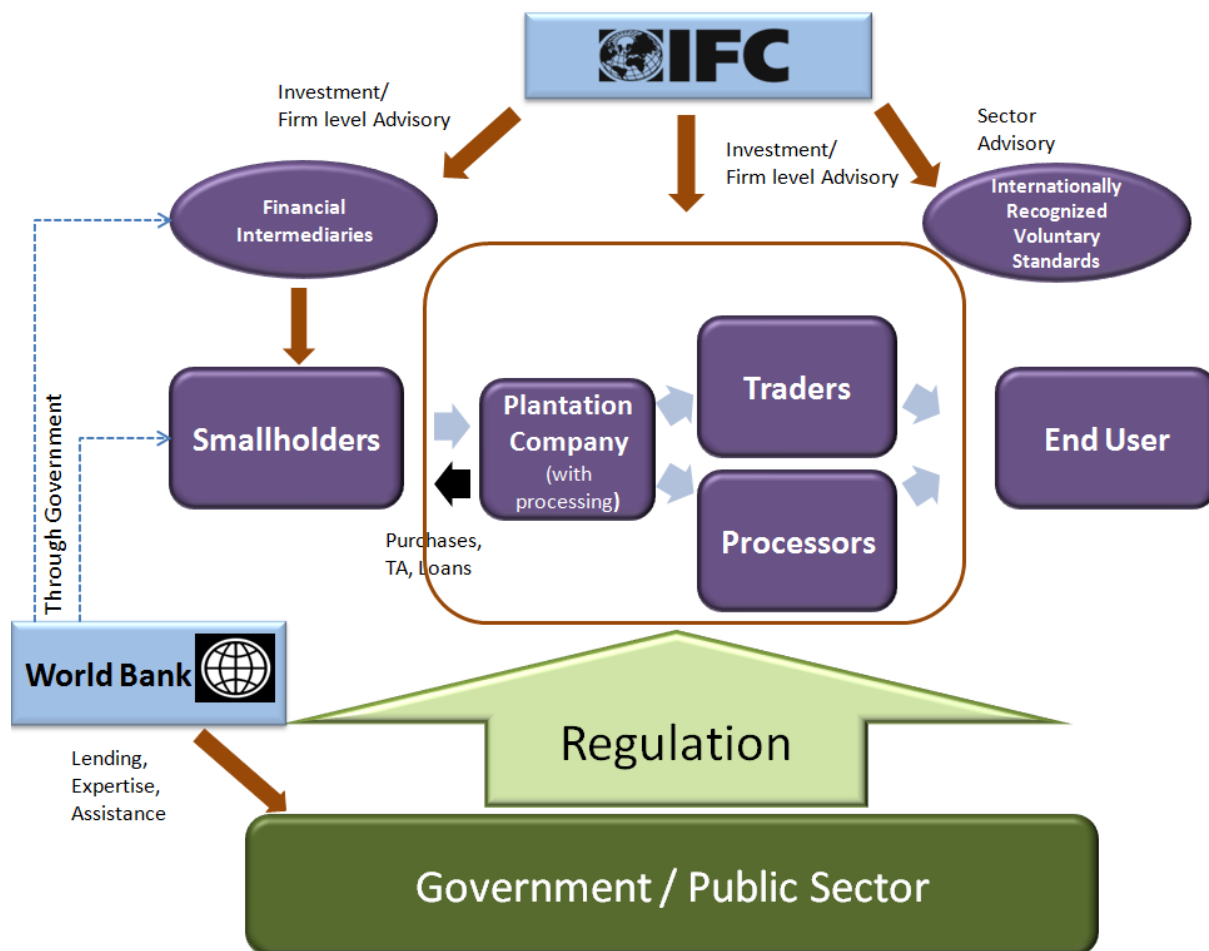 IFC
Investment/
Firm level Advisory
Investment/
Firm level Advisory
Sector
Advisory
Financial
Intermediaries
Internationally
Recognized
Voluntary
Standards
Smallholders
Plantation
Company
(with
processing)
Traders
Processors
End User
Purchases,
TA, Loans
Through Government
World Bank
Lending,
Expertise,
Assistance
Regulation
Government / Public Sector